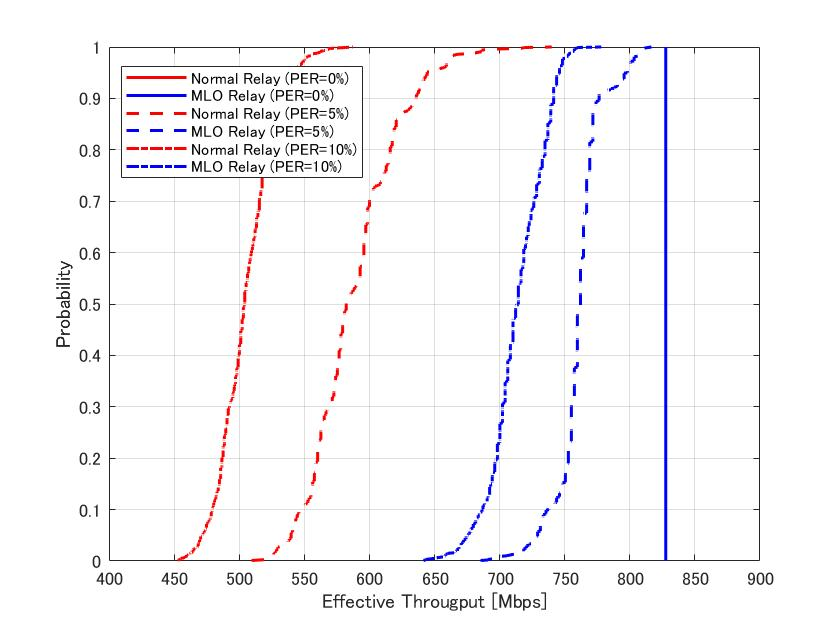 Normal Relay (PER=0%)
MLO Relay (PER=0%)
Normal Relay (PER=5%)
MLO Relay (PER=5%)
Normal Relay (PER=10%)
MLO Relay (PER=10%)
1
0.9
0.8
0.7
0.6
0.5
0.4
0.3
0.2
0.1
0
Probability
400 450 500 550 600 650 700 750 800 850 900
Effective Througput [Mbps]